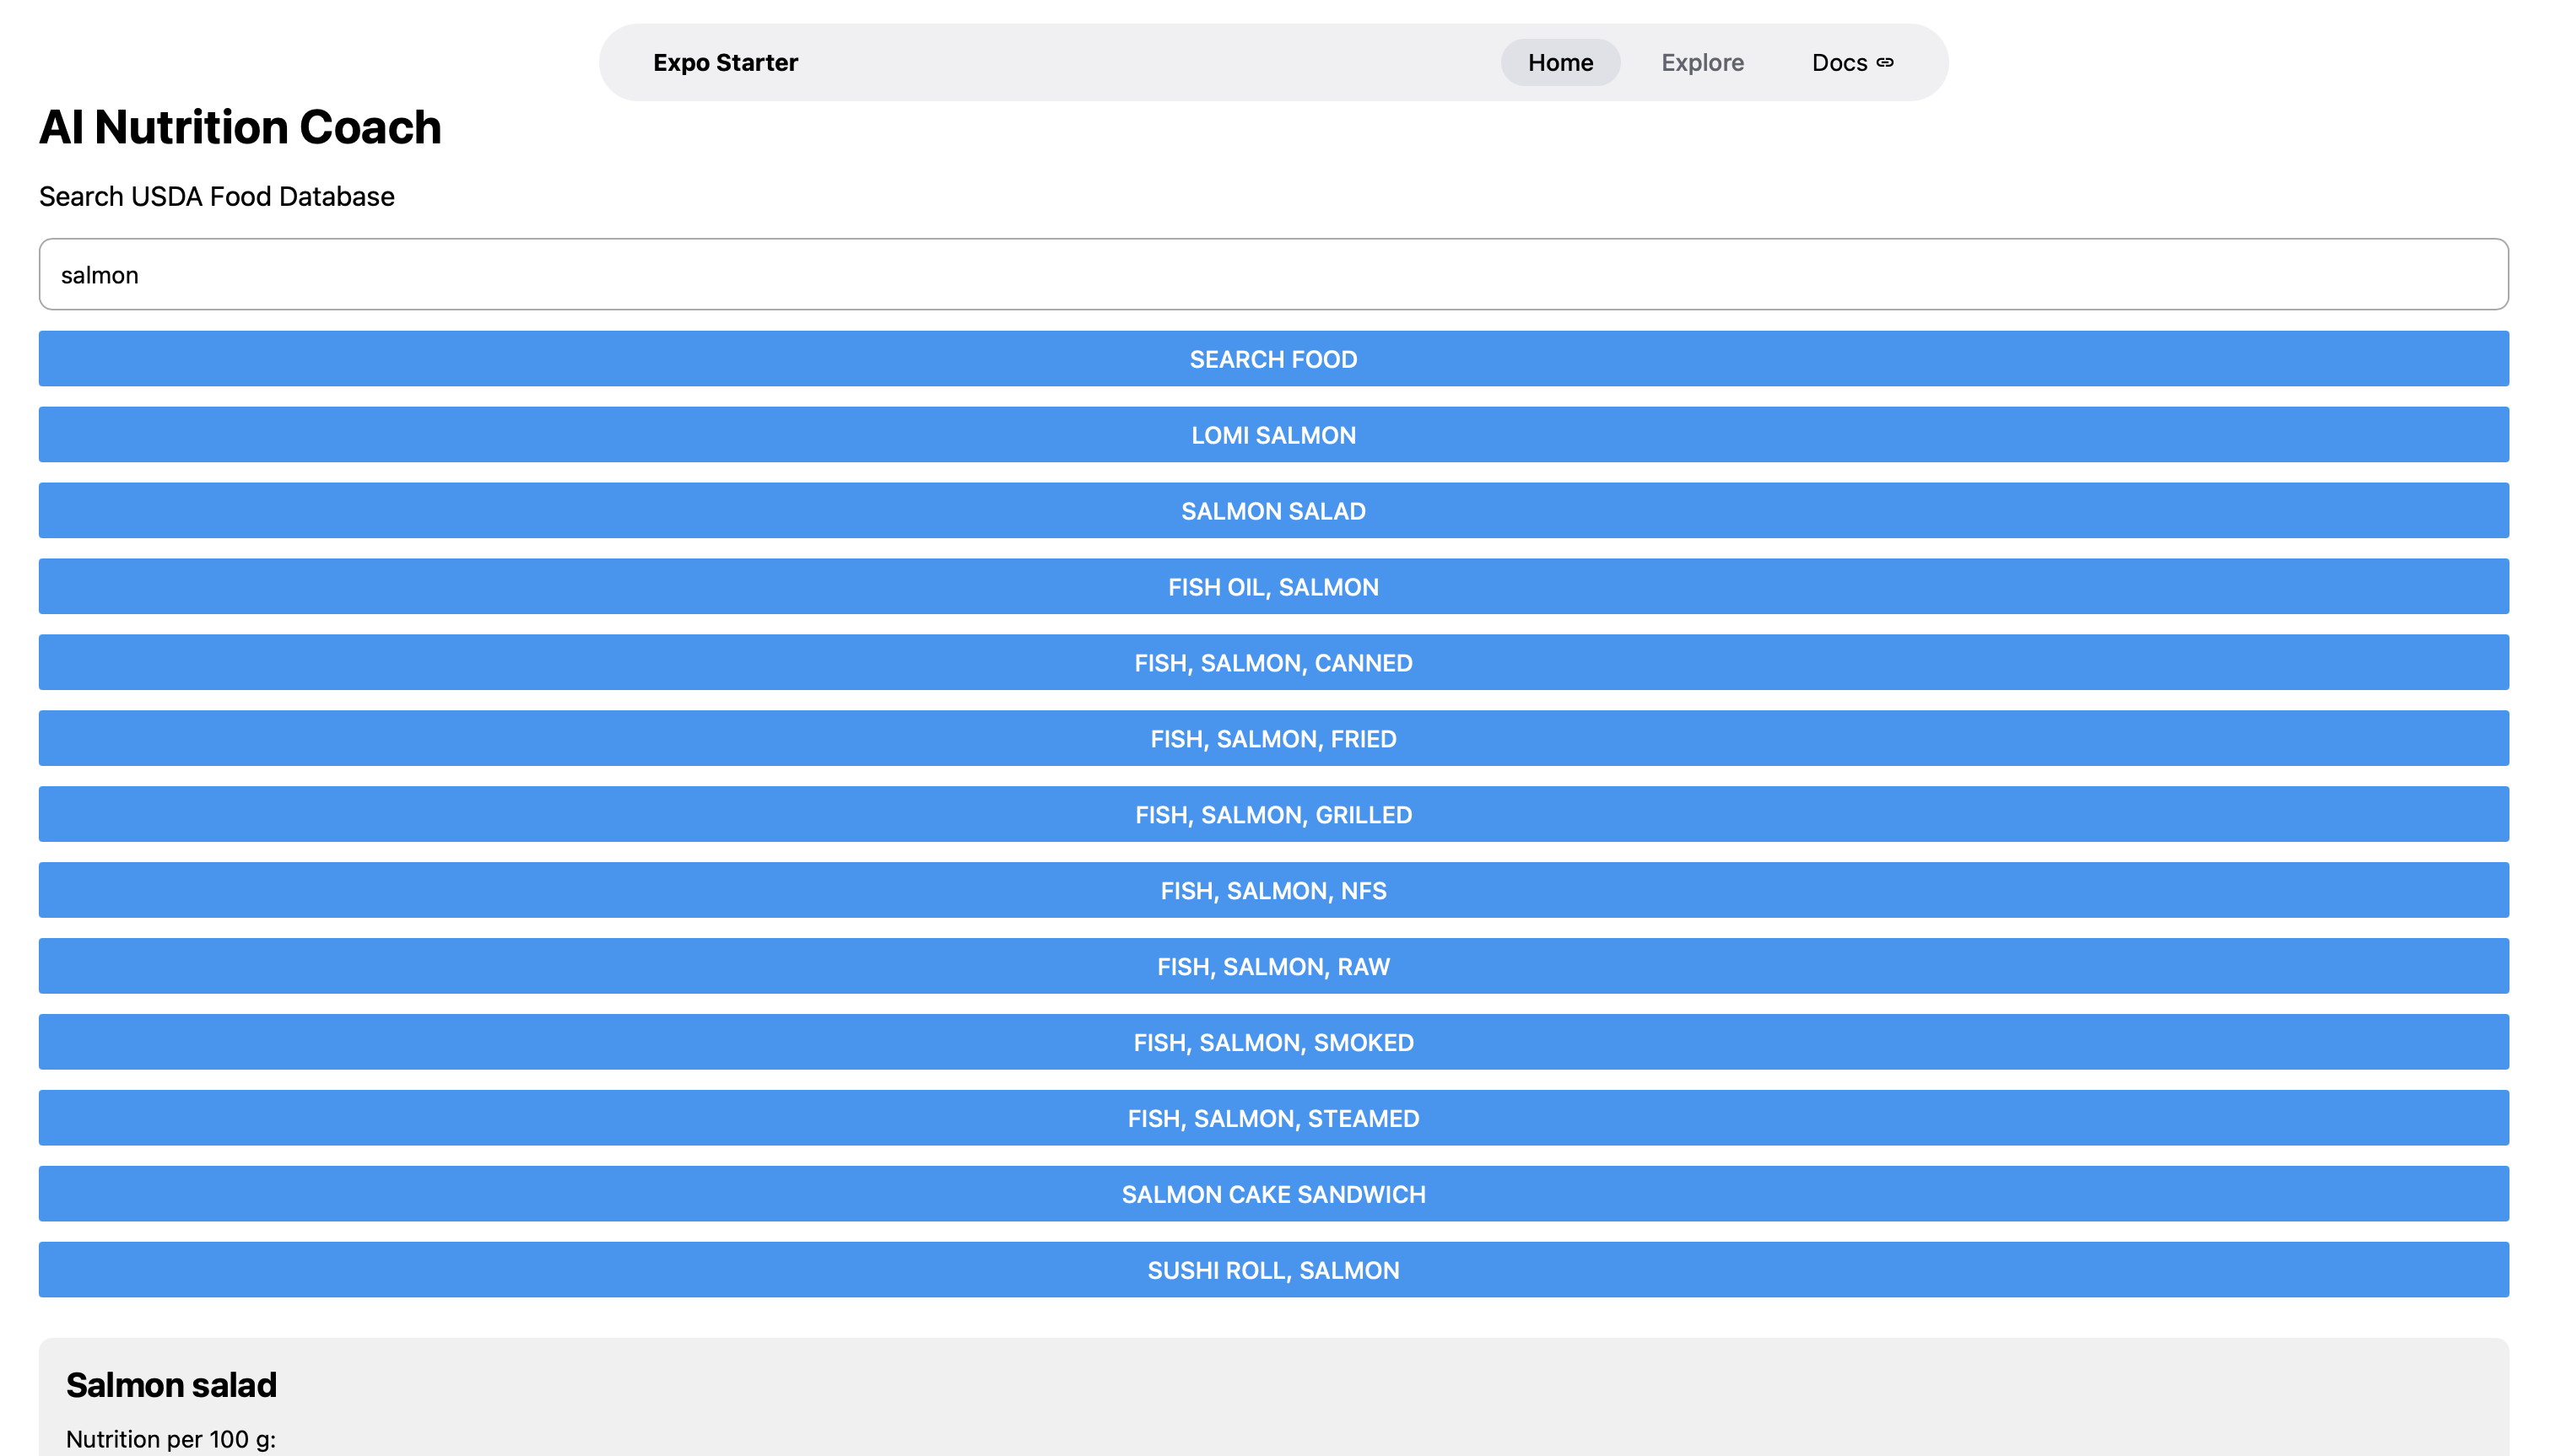 Expo Starter
Home
Explore
Docs
AI Nutrition Coach
Search USDA Food Database
salmon
SEARCH FOOD
LOMI SALMON
SALMON SALAD
FISH OIL, SALMON
FISH, SALMON, CANNED
FISH, SALMON, FRIED
FISH, SALMON, GRILLED
FISH, SALMON, NFS
FISH, SALMON, RAW
FISH, SALMON, SMOKED
FISH, SALMON, STEAMED
SALMON CAKE SANDWICH
SUSHI ROLL, SALMON
Salmon salad
Nutrition per 100 g: